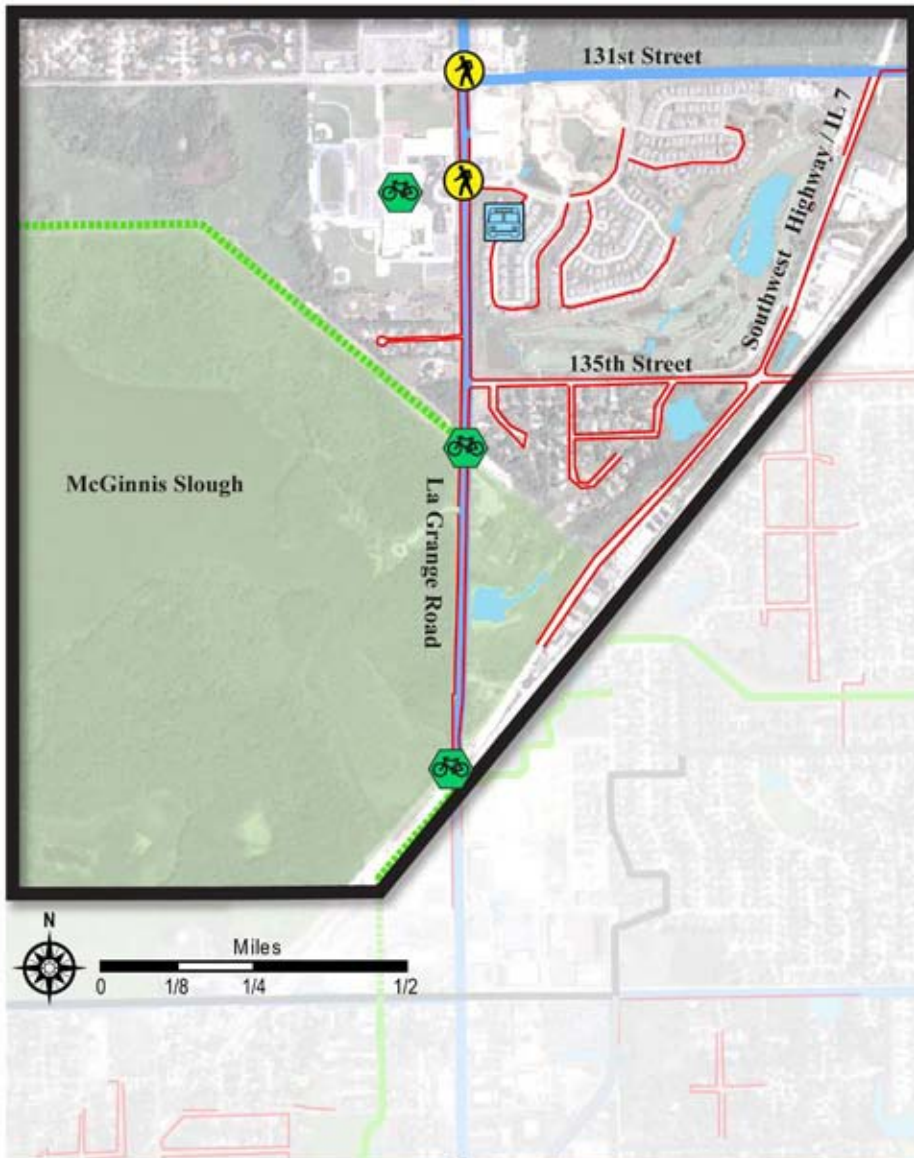 131st Street
Southwest Highway / IL 7
135th Street
McGinnis Slough
La Grange Road
N
Miles
0 1/8 1/4 1/2